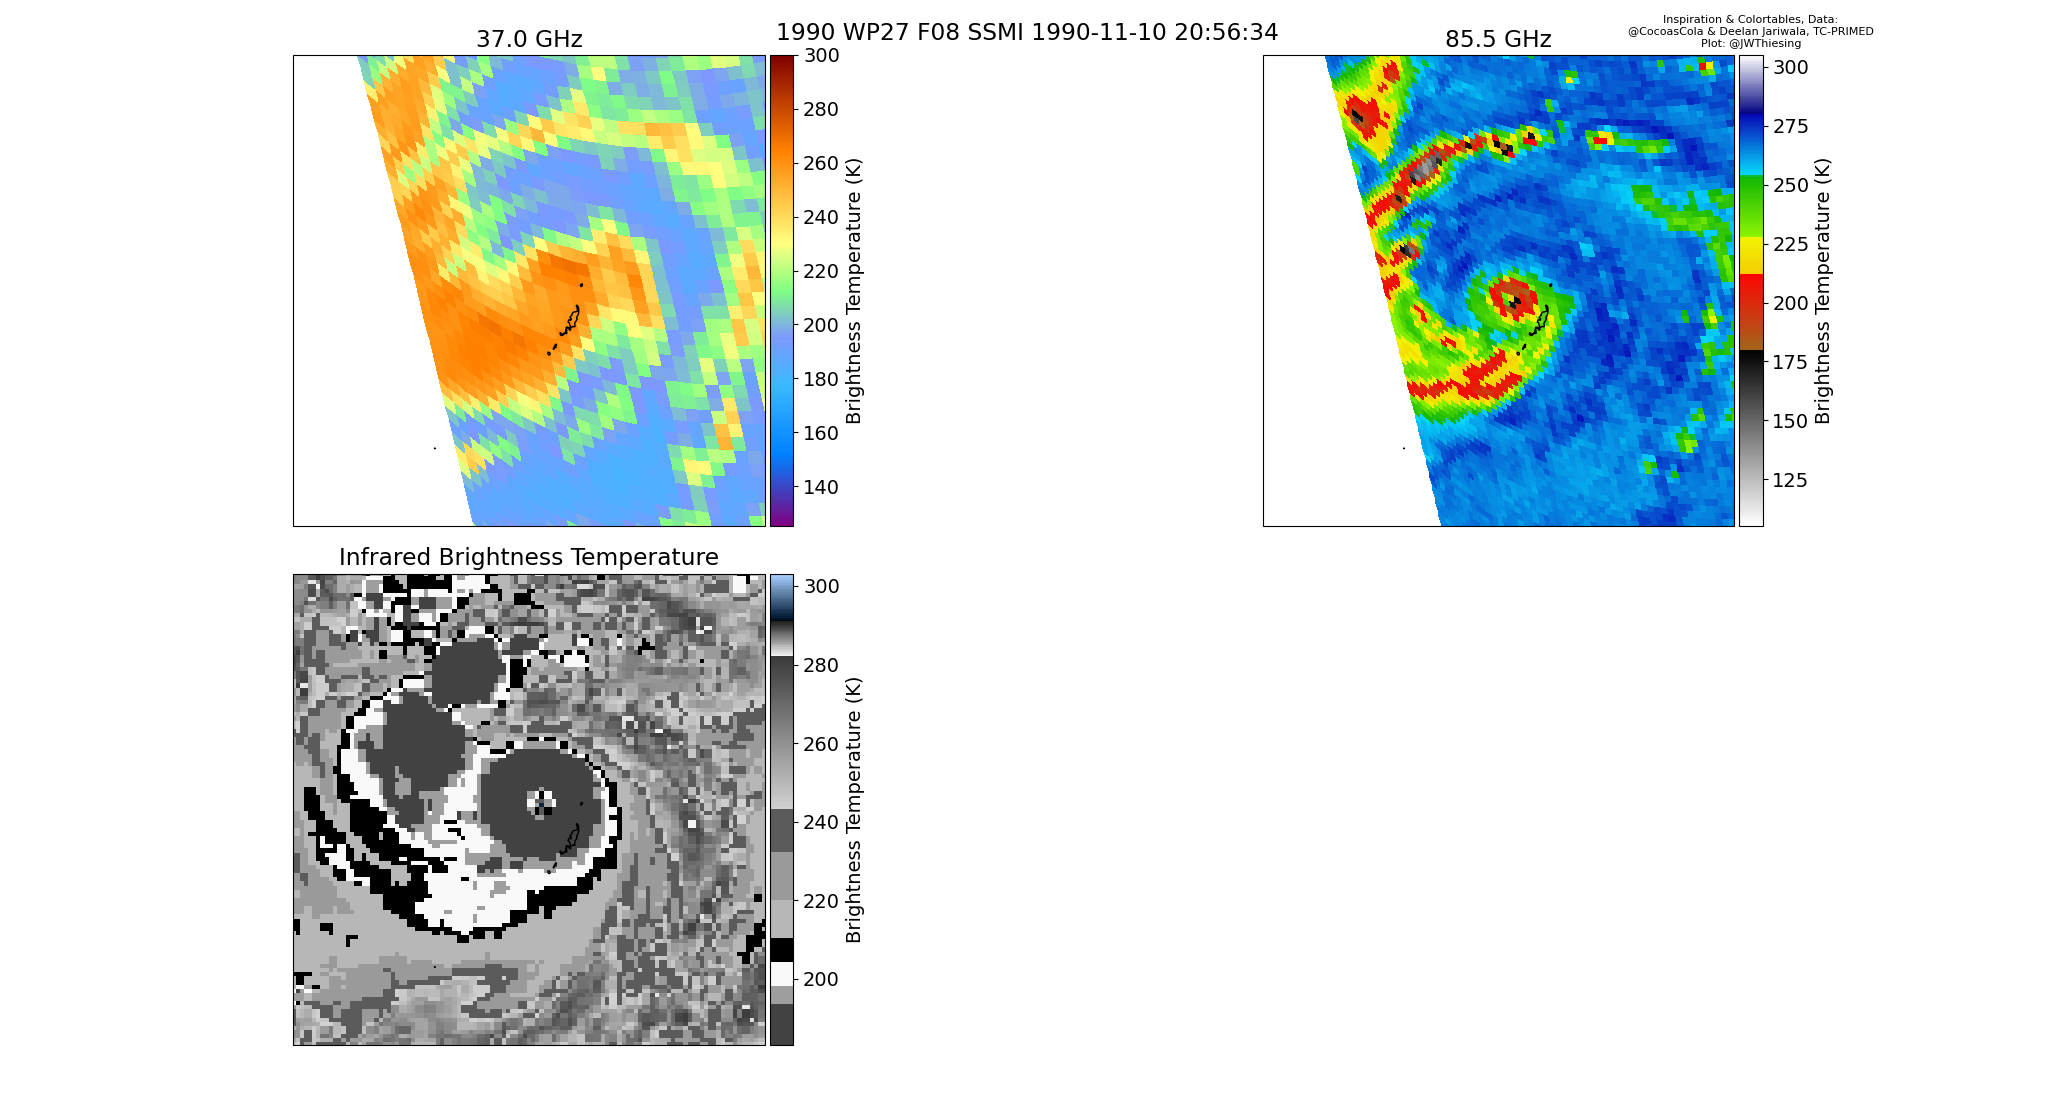 1990 WP27 F08 SSMI 1990-11-10 20:56:34
Inspiration & Colortables, Data:
@CocoasCola & Deelan Jariwala, TC-PRIMED
Plot: @JWThiesing
37.0 GHz
300
280
260
240
220
200
180
160
140
Brightness Temperature (K)
85.5 GHz
300
275
250
225
200
175
150
125
Brightness Temperature (K)
Infrared Brightness Temperature
300
280
260
240
220
200
Brightness Temperature (K)